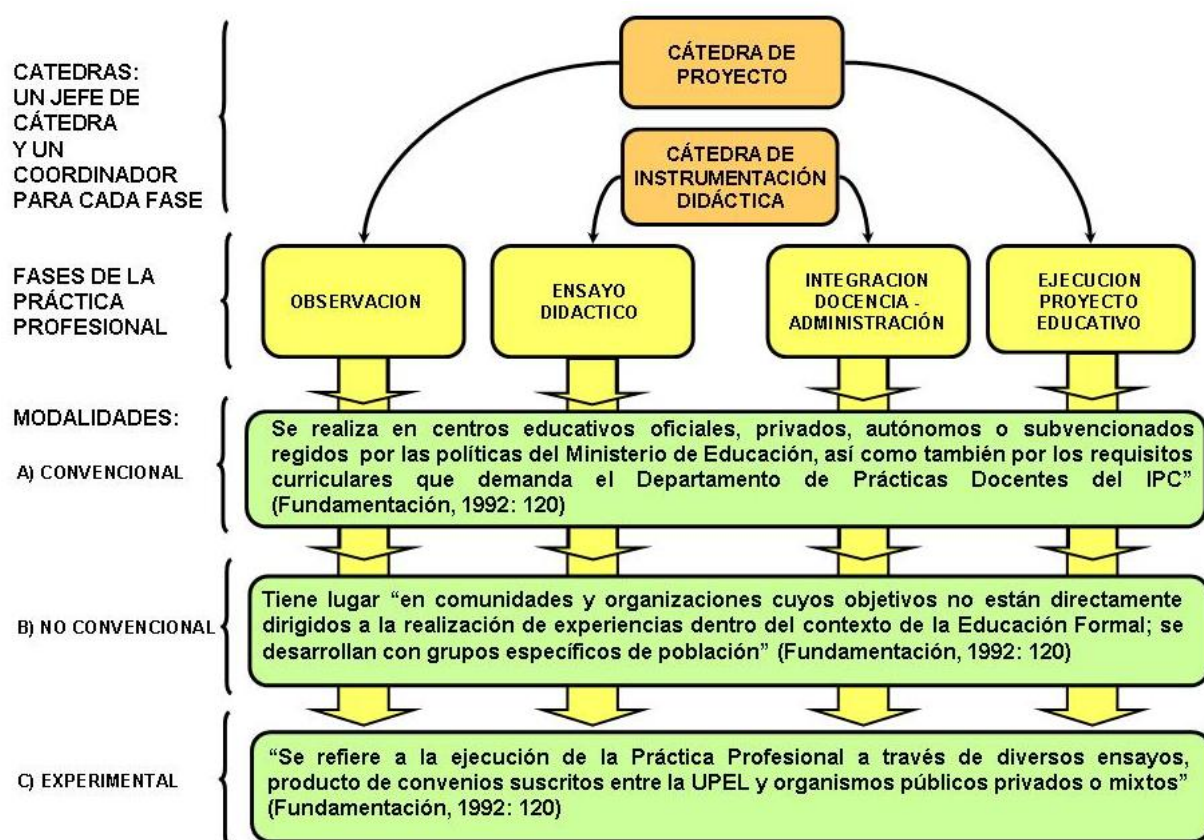 CATEDRAS:
UN JEFE DE
CÁTEDRA
Y UN
COORDINADOR
PARA CADA FASE
CÁTEDRA DE
PROYECTO
CÁTEDRA DE
INSTRUMENTACIÓN
DIDÁCTICA
FASES DE LA
PRÁCTICA
PROFESIONAL
OBSERVACION
ENSAYO
DIDACTICO
INTEGRACION
DOCENCIA -
ADMINISTRACIÓN
EJECUCION
PROYECTO
EDUCATIVO
MODALIDADES:
A) CONVENCIONAL
Se realiza en centros educativos oficiales, privados, autónomos o subvencionados
regidos por las políticas del Ministerio de Educación, así como también por los requisitos
curriculares que demanda el Departamento de Prácticas Docentes del IPC”
(Fundamentación, 1992: 120)
B) NO CONVENCIONAL
Tiene lugar “en comunidades y organizaciones cuyos objetivos no están directamente
dirigidos a la realización de experiencias dentro del contexto de la Educación Formal; se
desarrollan con grupos específicos de población” (Fundamentación, 1992: 120)
C) EXPERIMENTAL
“Se refiere a la ejecución de la Práctica Profesional a través de diversos ensayos,
producto de convenios suscritos entre la UPEL y organismos públicos privados o mixtos”
(Fundamentación, 1992: 120)